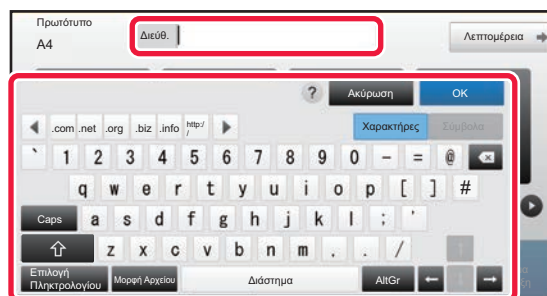 Πρωτότυπο
A4
Διεύθ.
Λεπτομέρεια
? Ακύρωση OK
.com .net .org .biz .info http:/
/
Χαρακτήρες Σύμβολα
` 1 2 3 4 5 6 7 8 9 0 - = @
q w e r t y u i o p [ ] #
Caps a s d f g h j k l ; '
z x c v b n m . . /
Επιλογή
Πληκτρολογίου
Μορφή Αρχείου Διάστημα AltGr